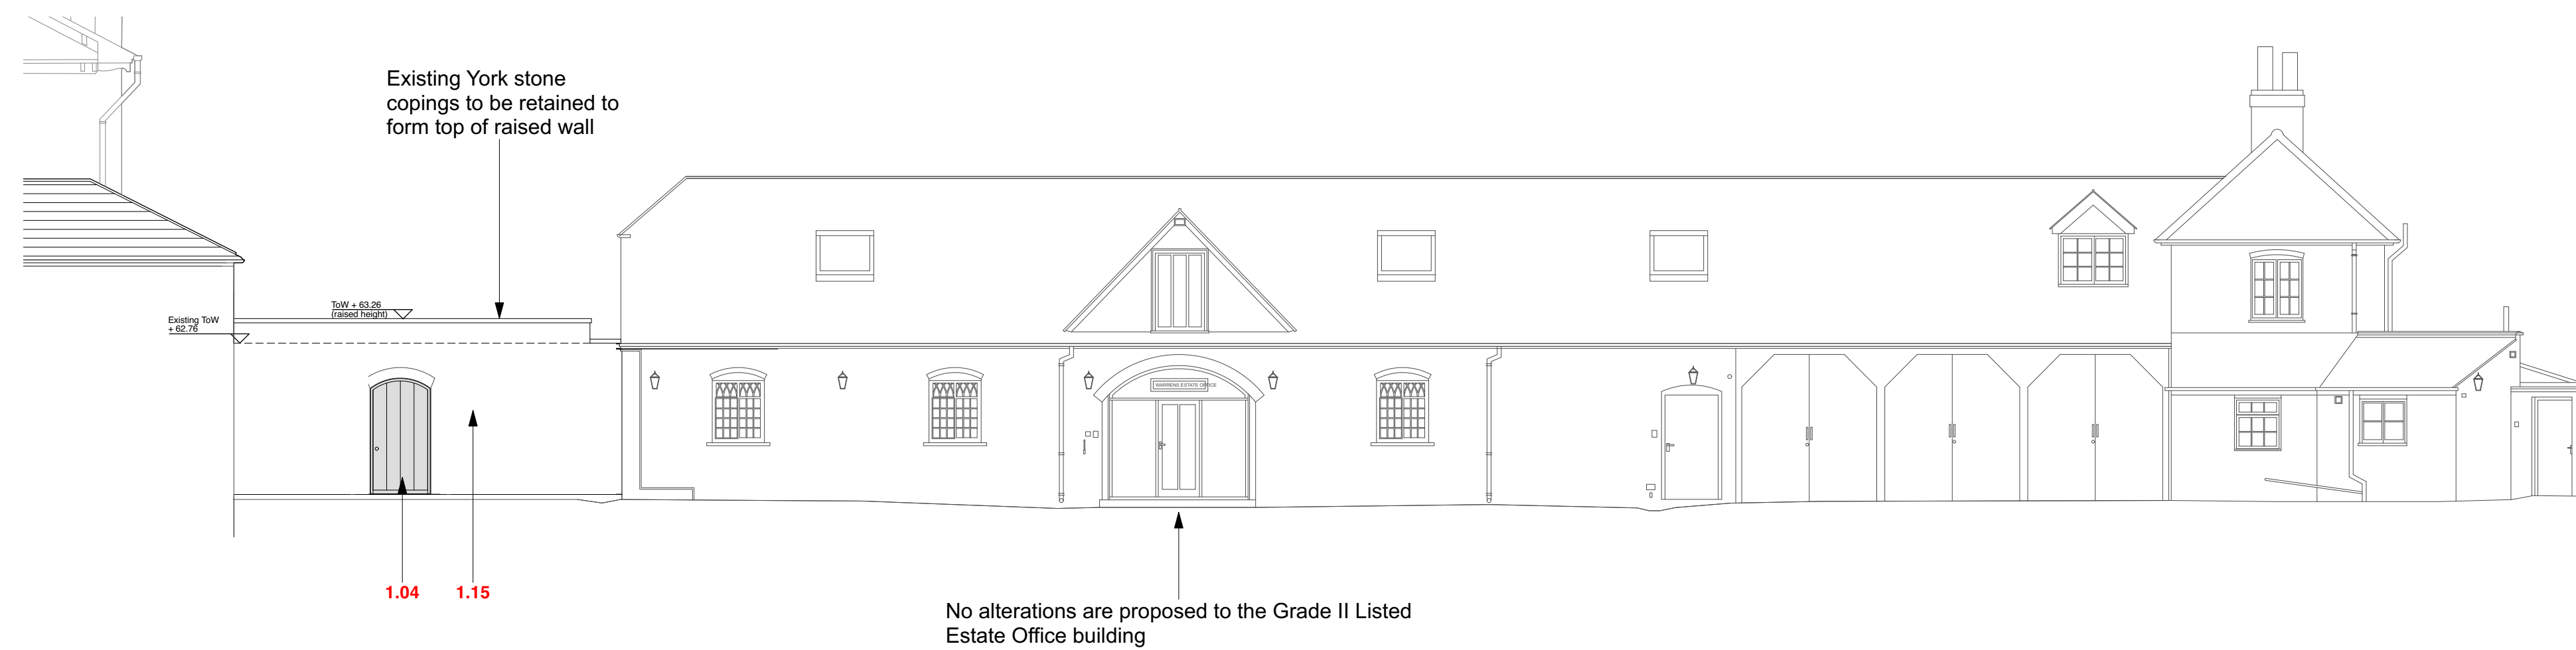 Existing York stone
copings to be retained to
form top of raised wall
ToW + 63.26
(raised height)
Existing ToW
+ 62.76
WARRENS ESTATE OFFICE
1.04
1.15
No alterations are proposed to the Grade II Listed
Estate Office building